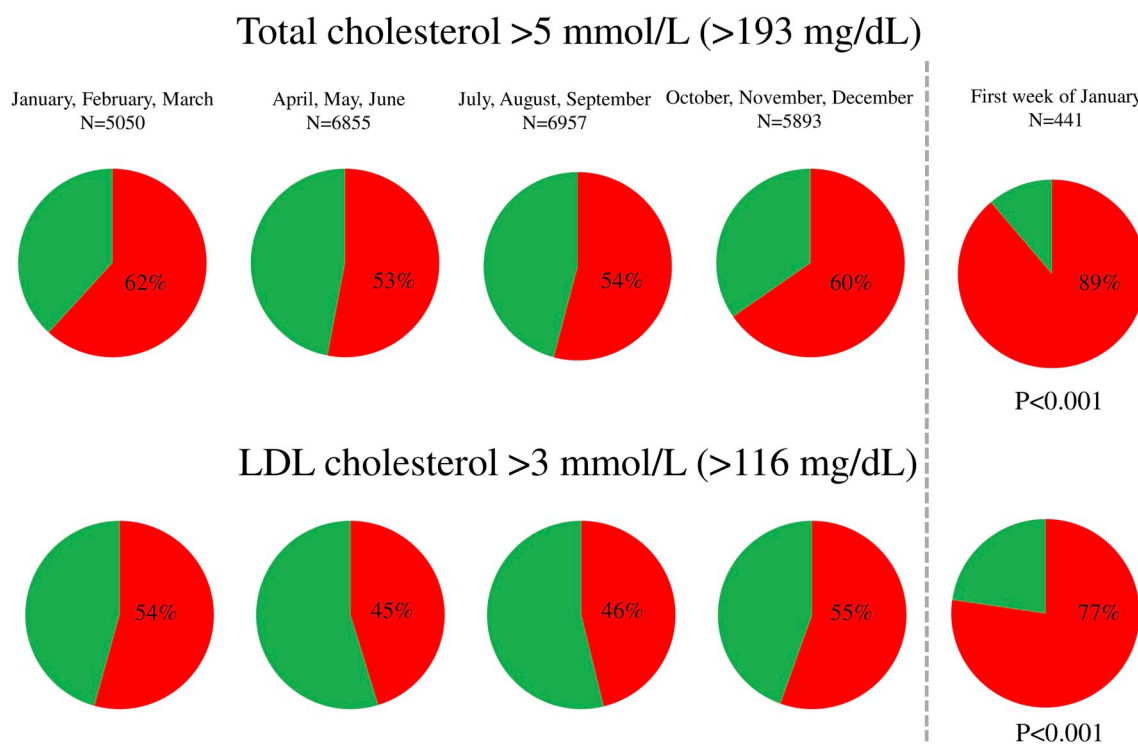 Total cholesterol >5 mmol/L (>193 mg/dL)
January, February, March
N=5050
April, May, June
N=6855
July, August, September
N=6957
October, November, December
N=5893
First week of January
N=441
62%
53%
54%
60%
89%
P<0.001
LDL cholesterol >3 mmol/L (>116 mg/dL)
54%
45%
46%
55%
77%
P<0.001